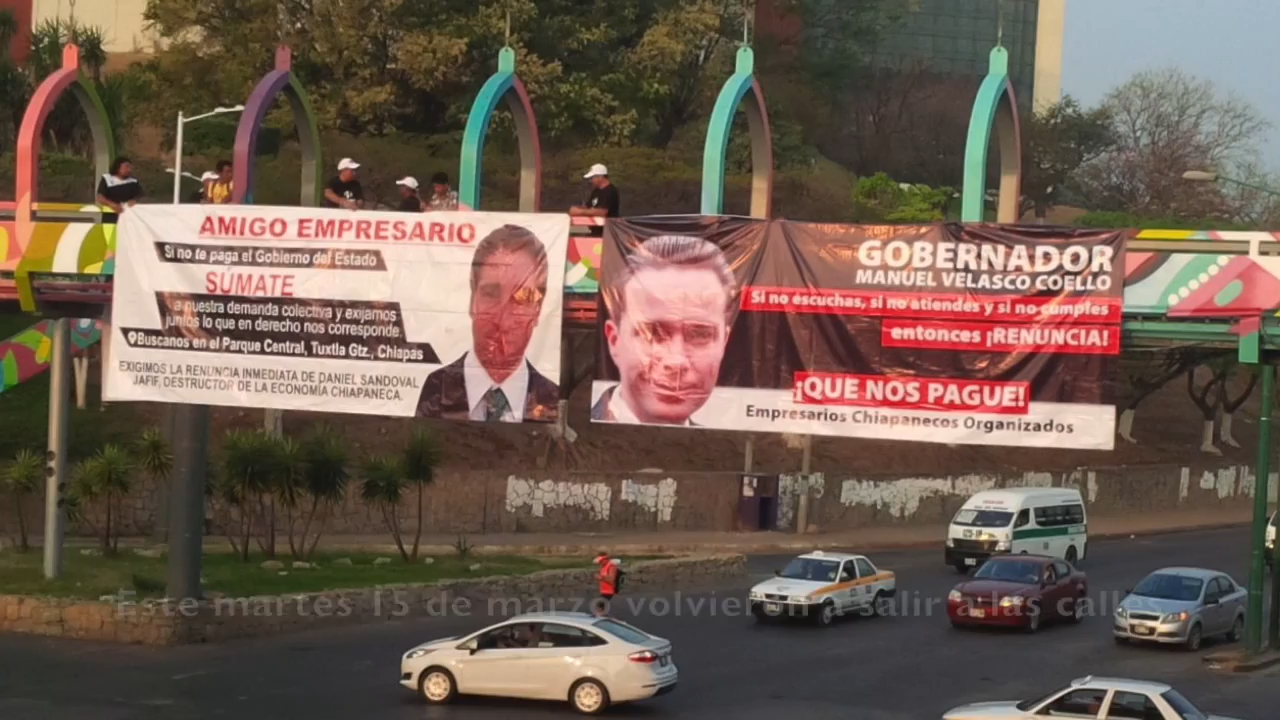 AMIGO EMPRESARIO
Si no te paga el Gobierno del Estado
SÚMATE
a nuestra demanda colectiva y exijamos
juntos lo que en derecho nos corresponde.
Buscanos en el Parque Central, Tuxtla Gtz., Chiapas
EXIGIMOS LA RENUNCIA INMEDIATA DE DANIEL SANDOVAL
JAFIF, DESTRUCTOR DE LA ECONOMÍA CHIAPANECA.
GOBERNADOR
MANUEL VELASCO COELLO
Si no escuchas, si no atiendes y si no cumples
entonces ¡RENUNCIA!
¡QUE NOS PAGUE!
Empresarios Chiapanecos Organizados
Este martes 15 de marzo volvieron a salir a las calles